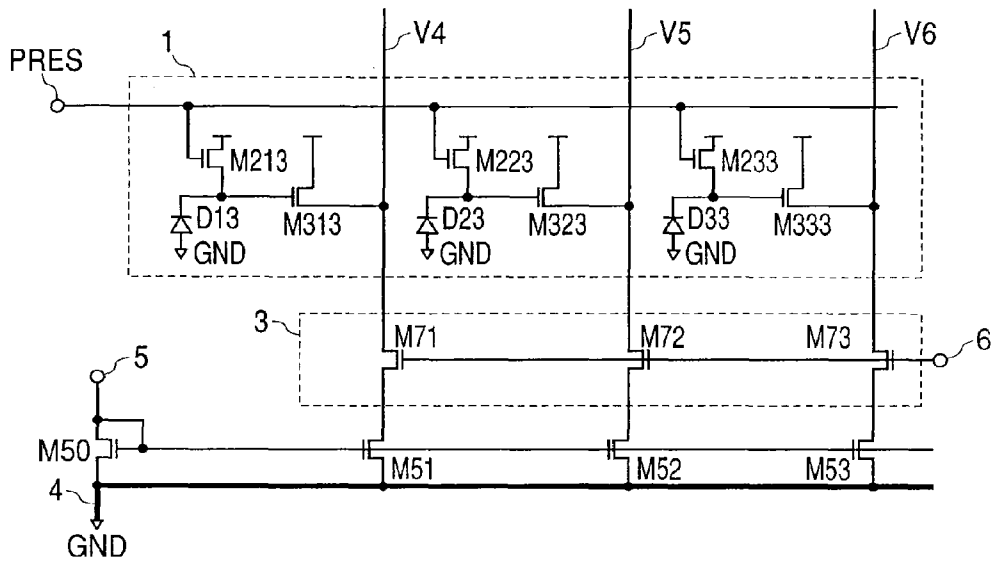 V4
V5
V6
PRES
1
M213
M223
M233
D13
M313
D23
M323
D33
M333
GND
GND
GND
3
M71
M72
M73
6
5
M50
M51
M52
M53
4
GND